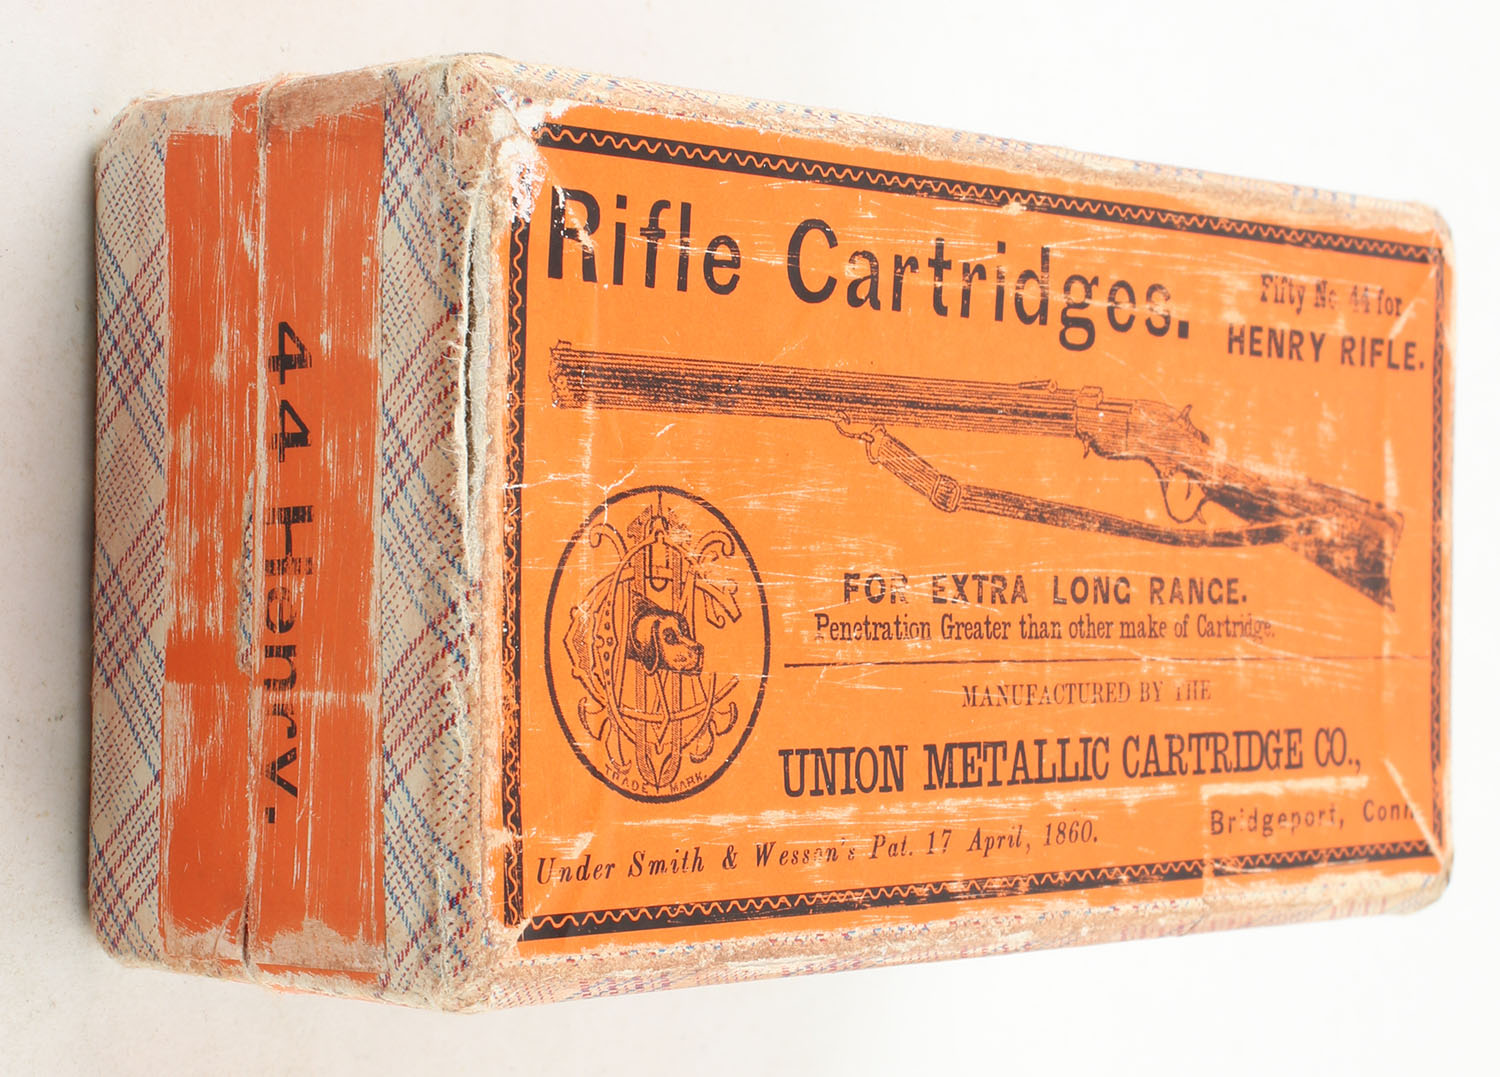 Rifle Cartridges.
Fifty No 44 for
HENRY RIFLE.
FOR EXTRA LONG RANGE.
Penetration Greater than other make of Cartridge.
MANUFACTURED BY THE
UNION METALLIC CARTRIDGE CO.,
Bridgeport, Conn
Under Smith & Wesson's Pat. 17 April, 1860.
TRADE MARK.
U
44 Henry.